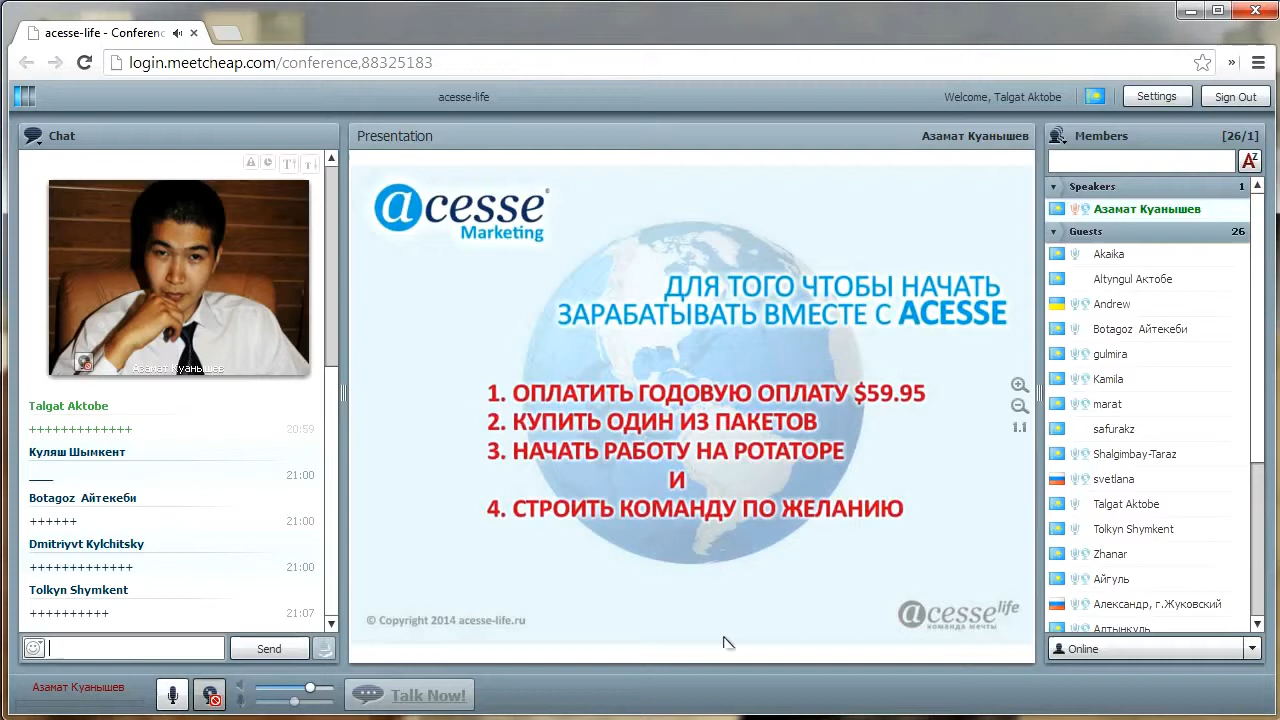 acesse-life - Conferenc
login.meetcheap.com/conference,88325183
acesse-life
Welcome, Talgat Aktobe
Settings
Sign Out
Chat
Азамат Куанышев
Talgat Aktobe
+++++++++++++ 20:59
Куляш Шымкент
___ 21:00
Botagoz Айтекеби
++++++ 21:00
Dmitriyvt Kylchitsky
+++++++++++++ 21:00
Tolkyn Shymkent
++++++++++ 21:07
Send
Азамат Куанышев
Talk Now!
Presentation
Азамат Куанышев
@cesse®
Marketing
ДЛЯ ТОГО ЧТОБЫ НАЧАТЬ
ЗАРАБАТЫВАТЬ ВМЕСТЕ С ACESSE
1. ОПЛАТИТЬ ГОДОВУЮ ОПЛАТУ $59.95
2. КУПИТЬ ОДИН ИЗ ПАКЕТОВ
3. НАЧАТЬ РАБОТУ НА РОТАТОРЕ
И
4. СТРОИТЬ КОМАНДУ ПО ЖЕЛАНИЮ
© Copyright 2014 acesse-life.ru
@cesse life
команда мечты
1.1
Members [26/1]
Speakers 1
Азамат Куанышев
Guests 26
Akaika
Altyngul Актобе
Andrew
Botagoz Айтекеби
gulmira
Kamila
marat
safurakz
Shalgimbay-Taraz
svetlana
Talgat Aktobe
Tolkyn Shymkent
Zhanar
Айгуль
Александр, г.Жуковский
Алтынкуль
Online